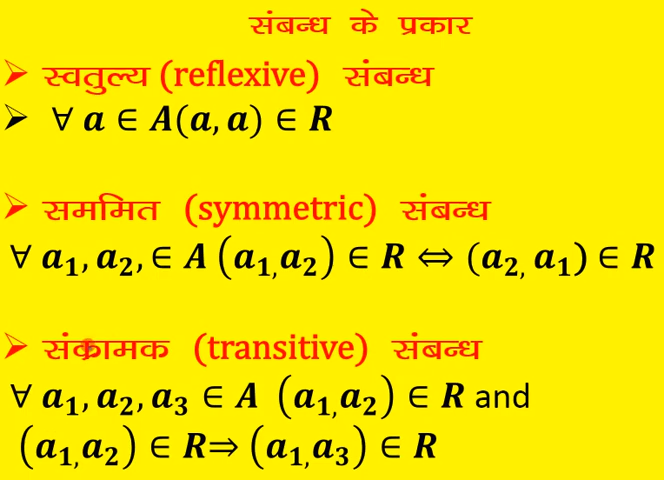 संबन्ध के प्रकार
➢ स्वतुल्य (reflexive) संबन्ध
➢ ∀ a ∈ A(a, a) ∈ R
➢ सममित (symmetric) संबन्ध
∀ a₁, a₂, ∈ A (a₁,a₂) ∈ R ⇔ (a₂, a₁) ∈ R
➢ संकामक (transitive) संबन्ध
∀ a₁, a₂, a₃ ∈ A (a₁,a₂) ∈ R and
(a₁,a₂) ∈ R⇒ (a₁,a₃) ∈ R